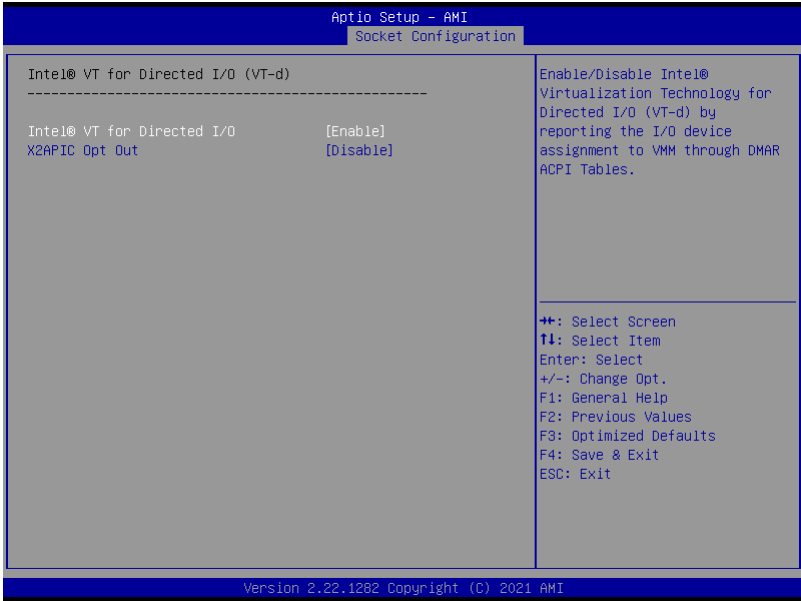 Aptio Setup – AMI
Socket Configuration
Intel® VT for Directed I/O (VT-d)
--------------------------------------------------
Intel® VT for Directed I/O [Enable]
X2APIC Opt Out [Disable]
Enable/Disable Intel®
Virtualization Technology for
Directed I/O (VT-d) by
reporting the I/O device
assignment to VMM through DMAR
ACPI Tables.
→←: Select Screen
↑↓: Select Item
Enter: Select
+/-: Change Opt.
F1: General Help
F2: Previous Values
F3: Optimized Defaults
F4: Save & Exit
ESC: Exit
Version 2.22.1282 Copyright (C) 2021 AMI